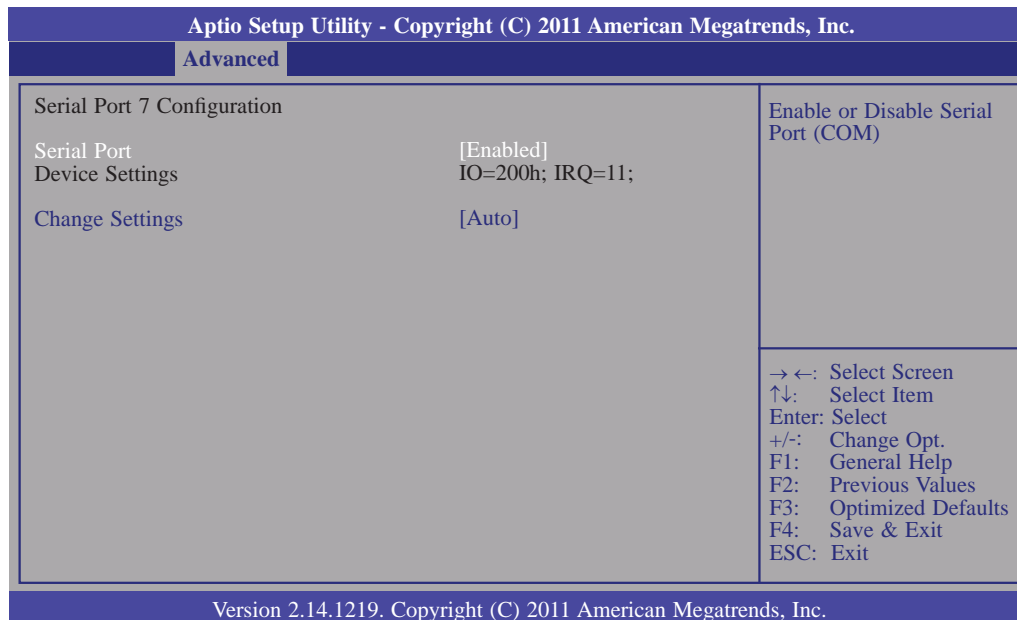 Aptio Setup Utility - Copyright (C) 2011 American Megatrends, Inc.
Advanced
Serial Port 7 Configuration
Serial Port [Enabled]
Device Settings IO=200h; IRQ=11;
Change Settings [Auto]
Enable or Disable Serial
Port (COM)
→ ←: Select Screen
↑↓: Select Item
Enter: Select
+/-: Change Opt.
F1: General Help
F2: Previous Values
F3: Optimized Defaults
F4: Save & Exit
ESC: Exit
Version 2.14.1219. Copyright (C) 2011 American Megatrends, Inc.